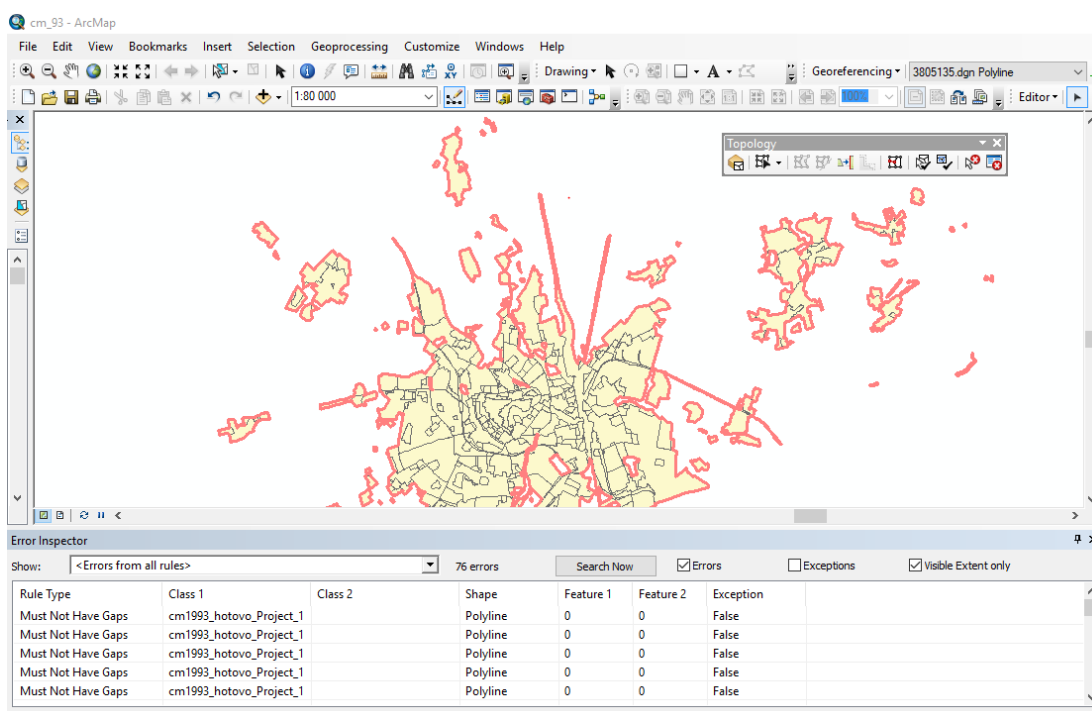 cm_93 - ArcMap
File Edit View Bookmarks Insert Selection Geoprocessing Customize Windows Help
Drawing A Georeferencing 3805135.dgn Polyline
1:80 000 100% Editor
Topology
Error Inspector
Show: <Errors from all rules> 76 errors Search Now Errors Exceptions Visible Extent only
Rule Type Class 1 Class 2 Shape Feature 1 Feature 2 Exception
Must Not Have Gaps cm1993_hotovo_Project_1 Polyline 0 0 False
Must Not Have Gaps cm1993_hotovo_Project_1 Polyline 0 0 False
Must Not Have Gaps cm1993_hotovo_Project_1 Polyline 0 0 False
Must Not Have Gaps cm1993_hotovo_Project_1 Polyline 0 0 False
Must Not Have Gaps cm1993_hotovo_Project_1 Polyline 0 0 False